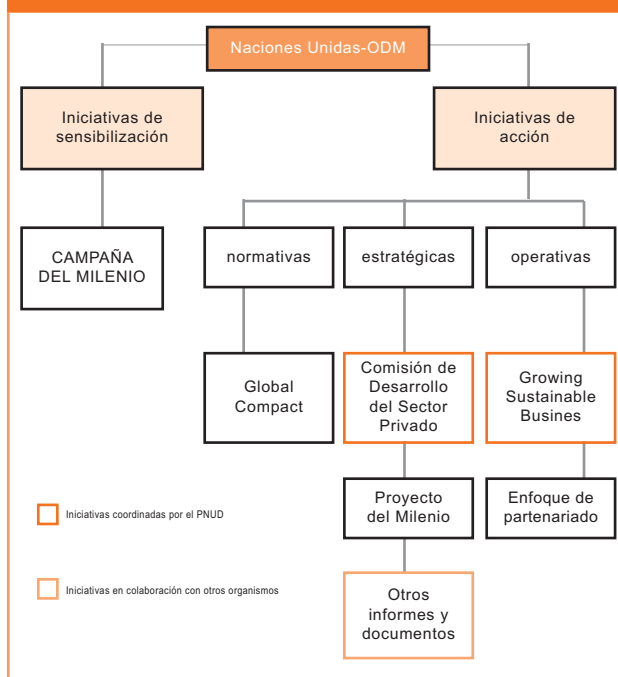 Naciones Unidas-ODM
Iniciativas de
sensibilización
Iniciativas de
acción
CAMPAÑA
DEL MILENIO
normativas
estratégicas
operativas
Global
Compact
Comisión de
Desarrollo
del Sector
Privado
Growing
Sustainable
Busines
Proyecto
del Milenio
Enfoque de
partenariado
Iniciativas coordinadas por el PNUD
Iniciativas en colaboración con otros organismos
Otros
informes y
documentos